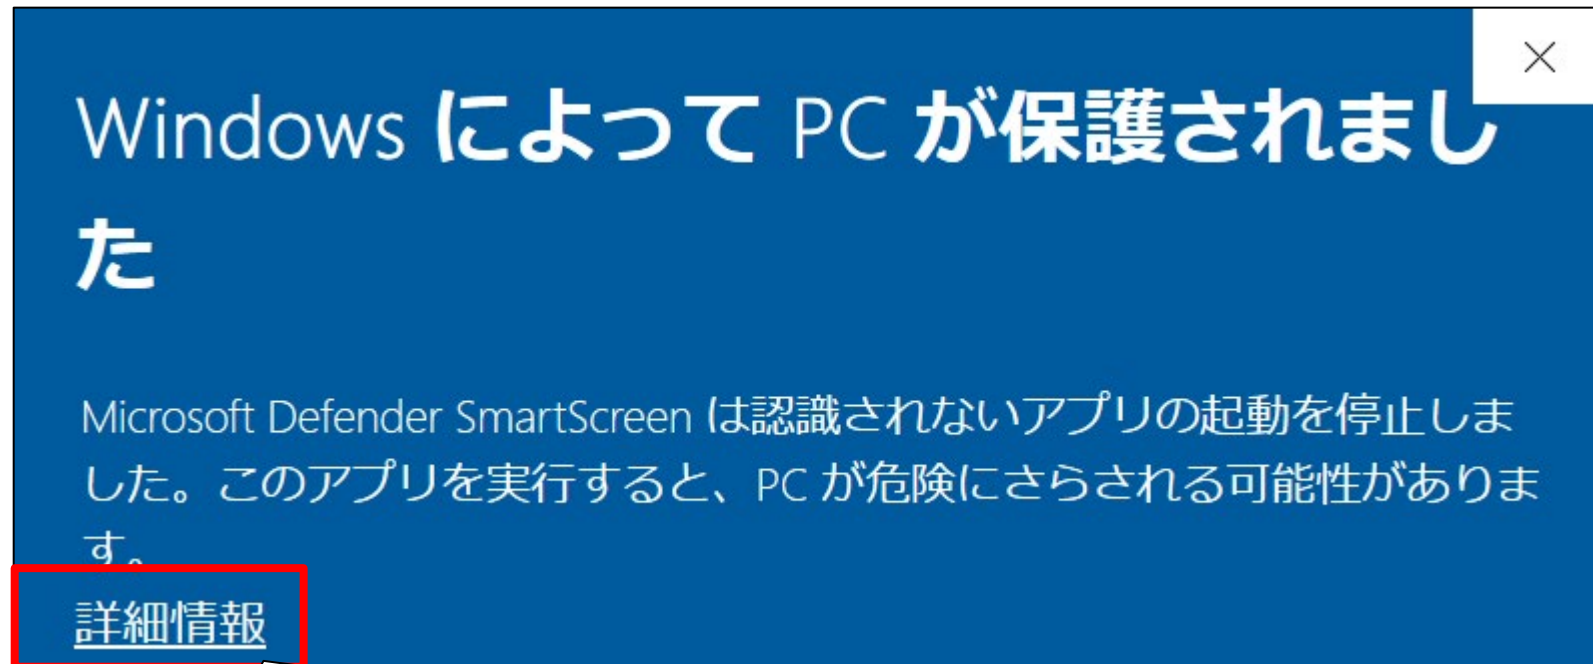 Windows によって PC が保護されまし
た
Microsoft Defender SmartScreen は認識されないアプリの起動を停止しま
した。このアプリを実行すると、PC が危険にさらされる可能性がありま
す。
詳細情報